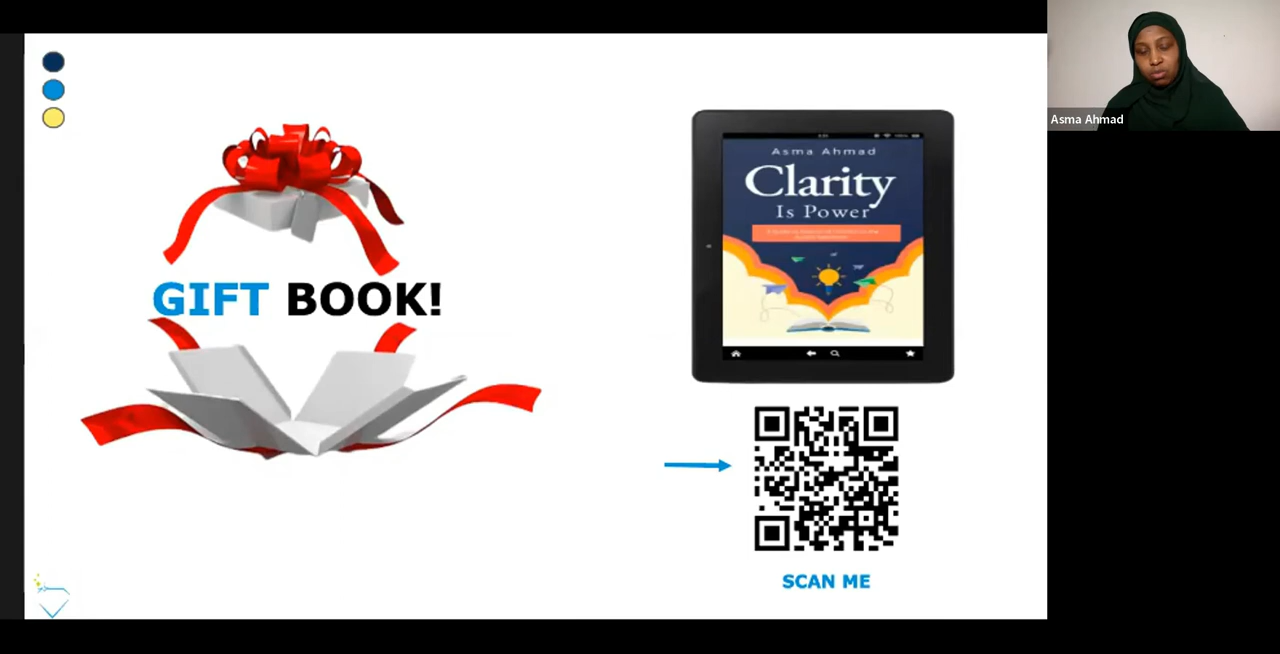 GIFT BOOK!
Asma Ahmad
Clarity
Is Power
SCAN ME
Asma Ahmad